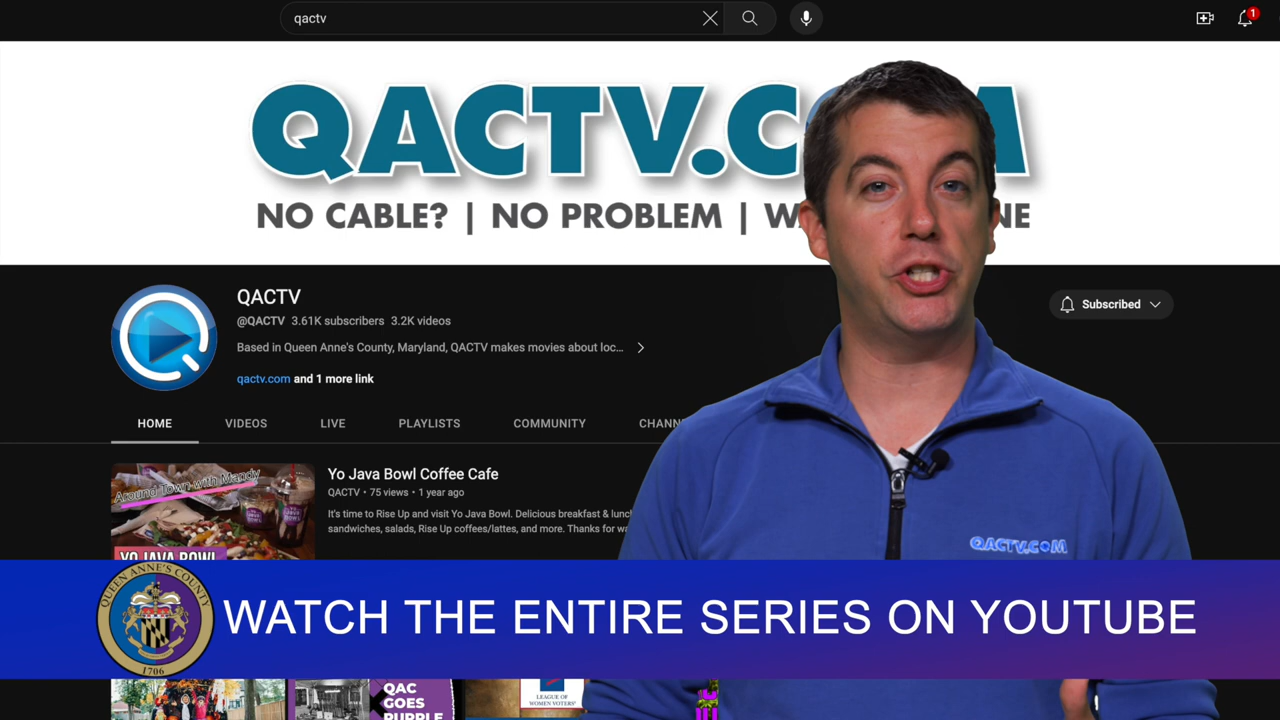 qactv
1
QACTV.COM
NO CABLE? | NO PROBLEM | W
NE
QACTV
@QACTV 3.61K subscribers 3.2K videos
Based in Queen Anne's County, Maryland, QACTV makes movies about loc...
Subscribed
qactv.com and 1 more link
HOME VIDEOS LIVE PLAYLISTS COMMUNITY CHANN
Around Town with Mandy
YO JAVA BOWL
Yo Java Bowl Coffee Cafe
QACTV • 75 views • 1 year ago
It's time to Rise Up and visit Yo Java Bowl. Delicious breakfast & lunc
sandwiches, salads, Rise Up coffees/lattes, and more. Thanks for wa
QACTV.COM
QUEEN ANNE'S COUNTY
1706
WATCH THE ENTIRE SERIES ON YOUTUBE
QAC
GOES
PURPLE
LEAGUE OF
WOMEN VOTERS